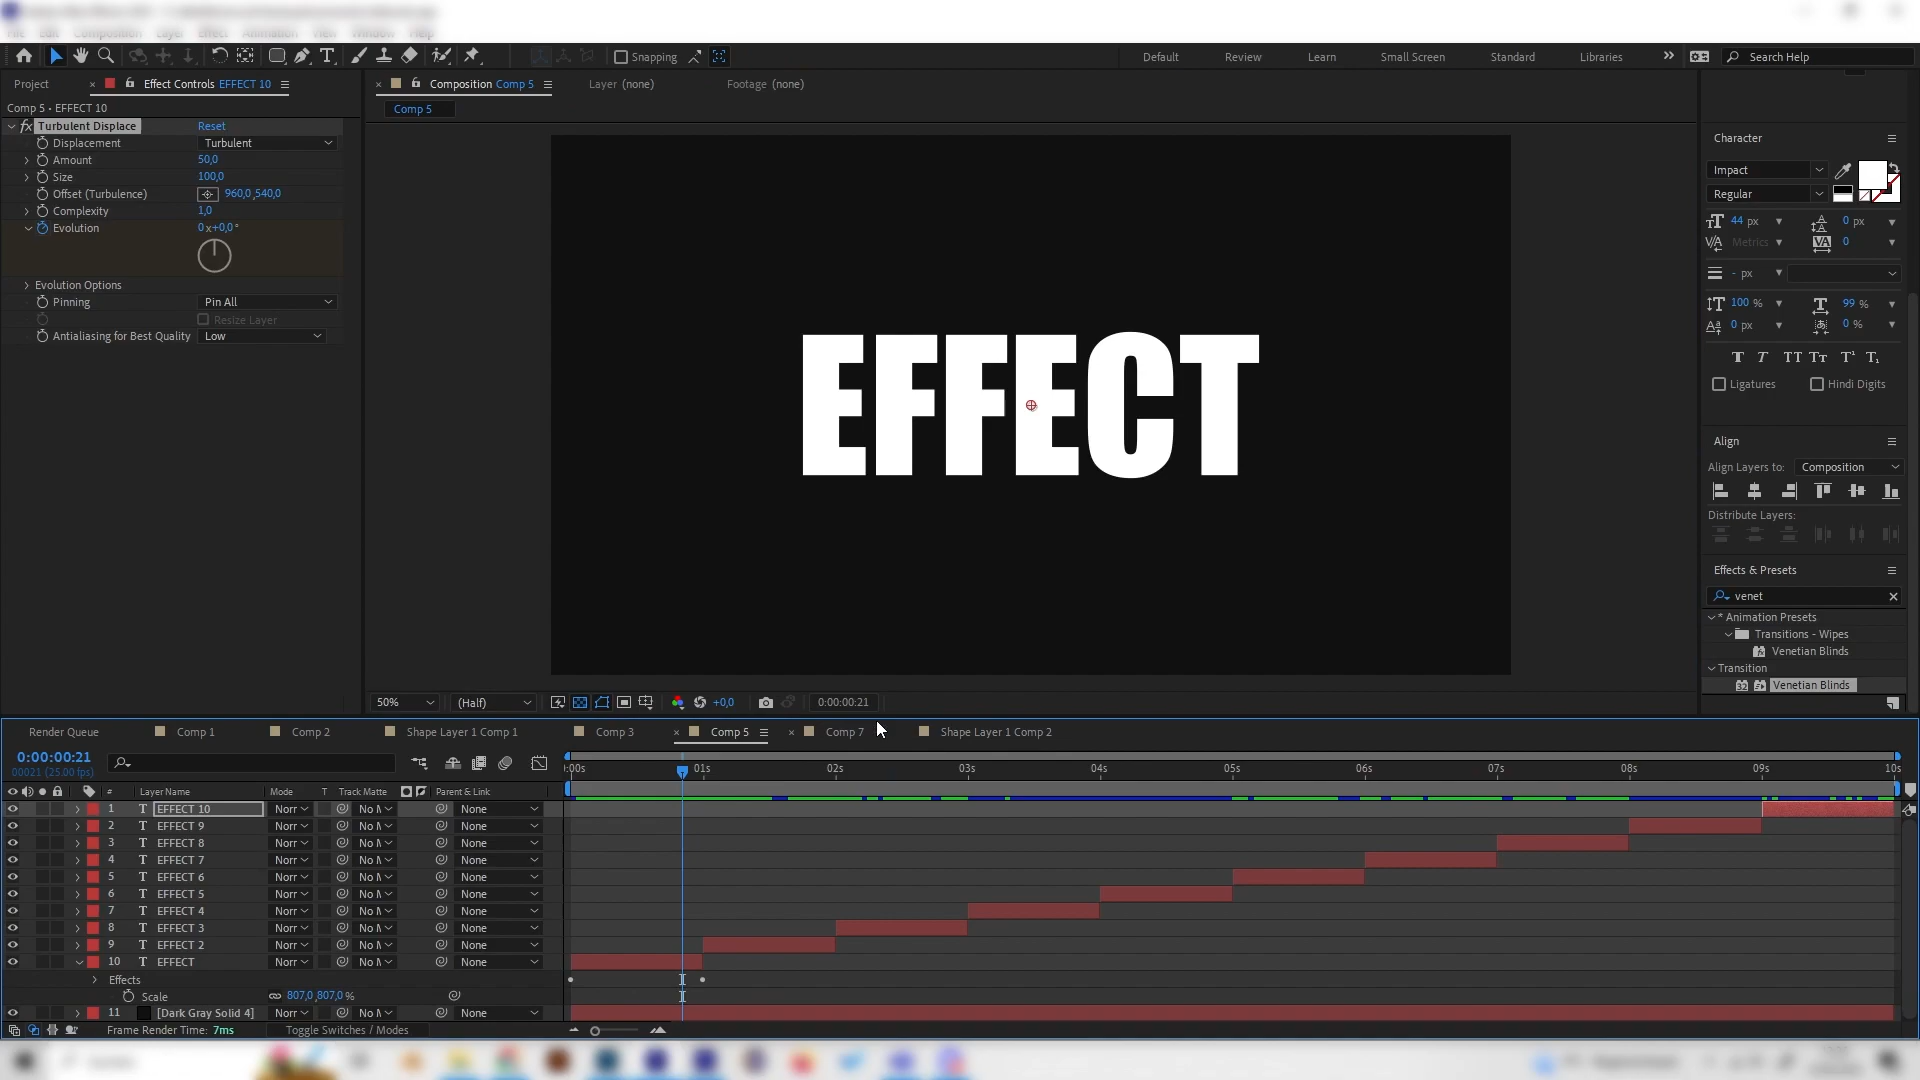 Snapping
Default
Review
Learn
Small Screen
Standard
Libraries
Search Help
Project
Effect Controls EFFECT 10
Composition Comp 5
Layer (none)
Footage (none)
Comp 5 • EFFECT 10
Comp 5
fx Turbulent Displace Reset
Displacement Turbulent
Amount 50,0
Size 100,0
Offset (Turbulence) 960,0,540,0
Complexity 1,0
Evolution 0x+0,0°
Evolution Options
Pinning Pin All
Resize Layer
Antialiasing for Best Quality Low
EFFECT
Character
Impact
Regular
44 px 0 px
Metrics 0
- px
100 % 99 %
0 px 0 %
T T TT Tt T¹ T₁
Ligatures Hindi Digits
Align
Align Layers to: Composition
Distribute Layers:
Effects & Presets
venet
* Animation Presets
Transitions - Wipes
Venetian Blinds
Transition
32 Venetian Blinds
50% (Half) +0,0 0:00:00:21
Render Queue
Comp 1
Comp 2
Shape Layer 1 Comp 1
Comp 3
Comp 5
Comp 7
Shape Layer 1 Comp 2
0:00:00:21
00021 (25.00 fps)
:00s 01s 02s 03s 04s 05s 06s 07s 08s 09s 10s
# Layer Name Mode T Track Matte Parent & Link
1 T EFFECT 10 Norr No M None
2 T EFFECT 9 Norr No M None
3 T EFFECT 8 Norr No M None
4 T EFFECT 7 Norr No M None
5 T EFFECT 6 Norr No M None
6 T EFFECT 5 Norr No M None
7 T EFFECT 4 Norr No M None
8 T EFFECT 3 Norr No M None
9 T EFFECT 2 Norr No M None
10 T EFFECT Norr No M None
Effects
Scale 807,0,807,0%
11 [Dark Gray Solid 4] Norr No M None
Frame Render Time: 7ms
Toggle Switches / Modes